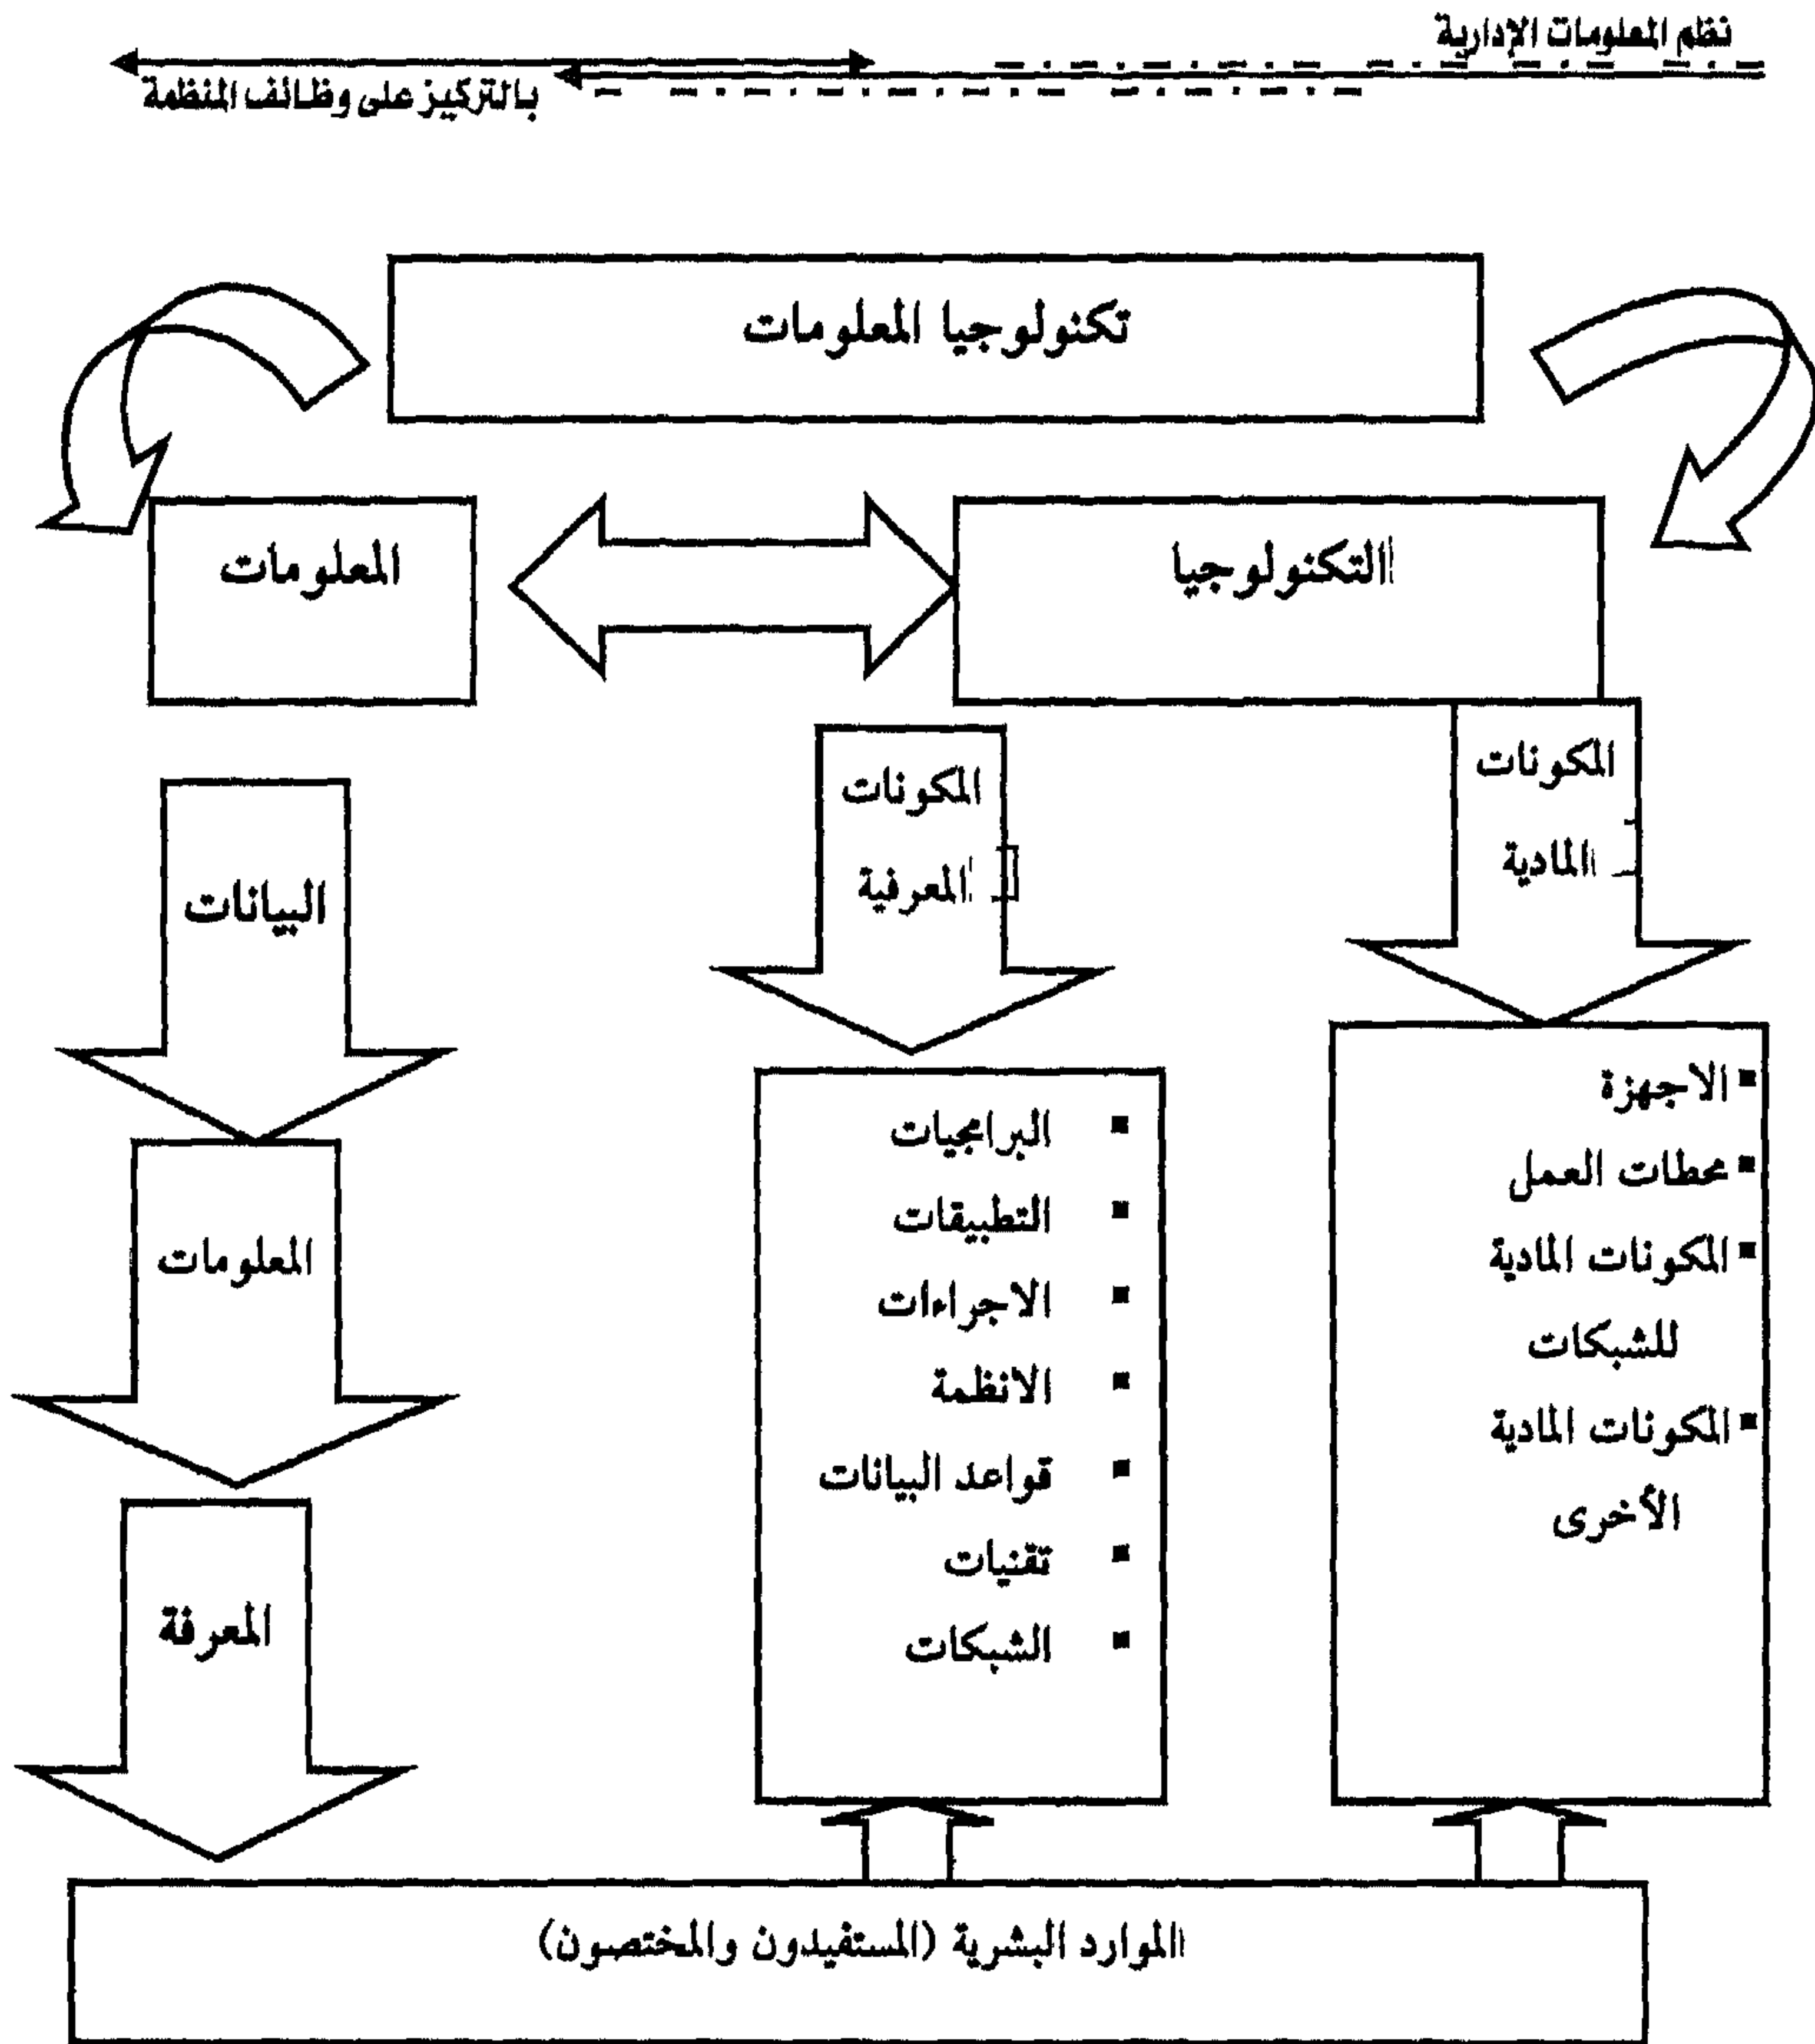 نظم المعلومات الإدارية
بالتركيز على وظائف المنظمة
تكنولوجيا المعلومات
التكنولوجيا
المعلومات
المكونات
المادية
المكونات
المعرفية
البيانات
▪ الاجهزة
▪ محطات العمل
▪ المكونات المادية
للشبكات
▪ المكونات المادية
الأخرى
▪ البرامجيات
▪ التطبيقات
▪ الاجراءات
▪ الانظمة
▪ قواعد البيانات
▪ تقنيات
▪ الشبكات
المعلومات
المعرفة
الموارد البشرية (المستفيدون والمختصون)